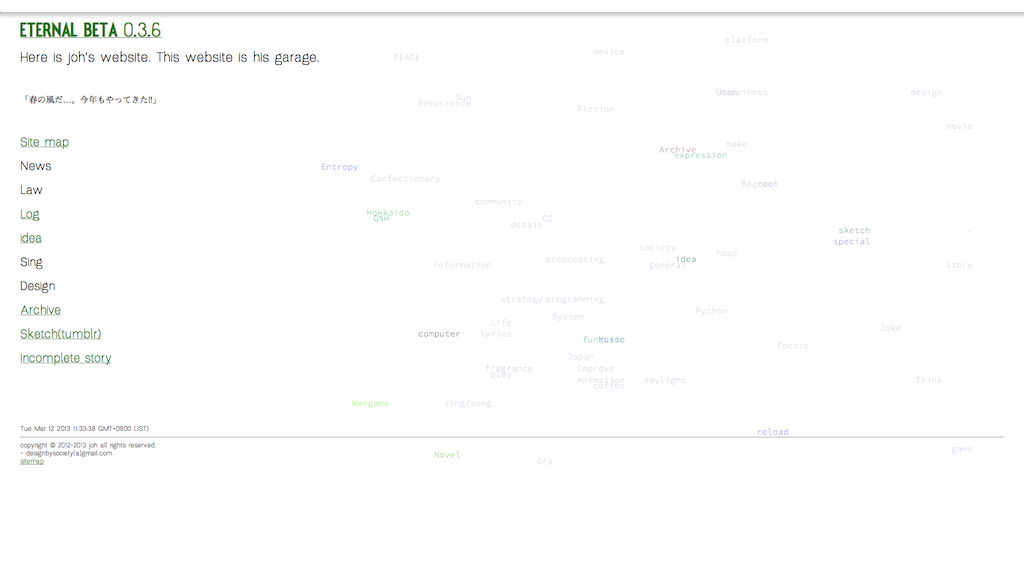 ETERNAL BETA 0.3.6
Here is joh's website. This website is his garage.
「春の風だ…。今年もやってきた!!」
Site map
News
Law
Log
idea
Sing
Design
Archive
Sketch(tumblr)
Incomplete story
platform
device
PEACE
Happiness
design
Sun
Recurrence
Fiction
movie
make
Archive
expression
Entropy
Confectionary
root
community
Hokkaido
GNH
CG
dessin
sketch
special
society
hope
idea
general
proccessing
reformation
story
strategy
programming
Python
System
Life
lyrics
computer
Joke
Music
Poetic
Japan
fragrance
play
Improve
Animation
coffee
daylight
Think
Wargame
sing/song
reload
Novel
cry
game
Tue Mar 12 2013 11:33:38 GMT+0900 (JST)
copyright © 2012-2013 joh all rights reserved.
- designbysociety(a)gmail.com
sitemap